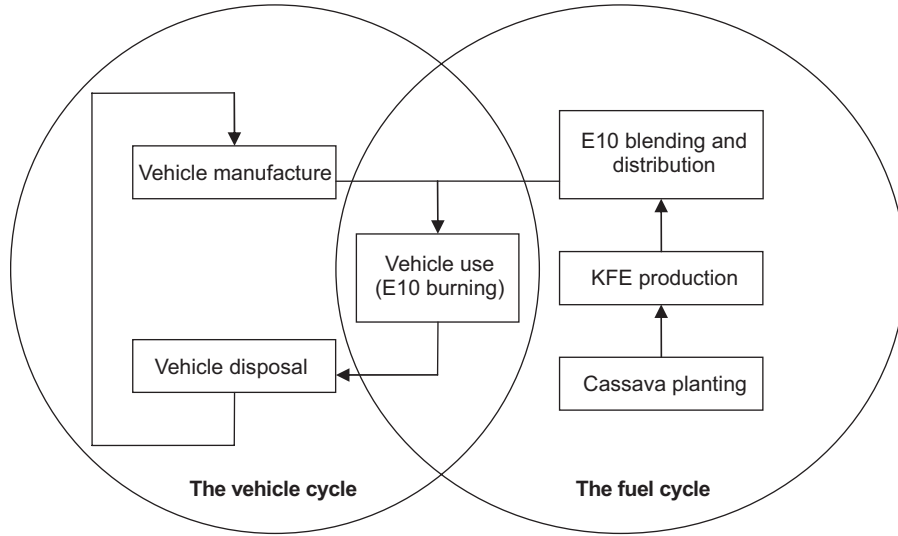 Vehicle manufacture
E10 blending and
distribution
Vehicle use
(E10 burning)
KFE production
Vehicle disposal
Cassava planting
The vehicle cycle
The fuel cycle